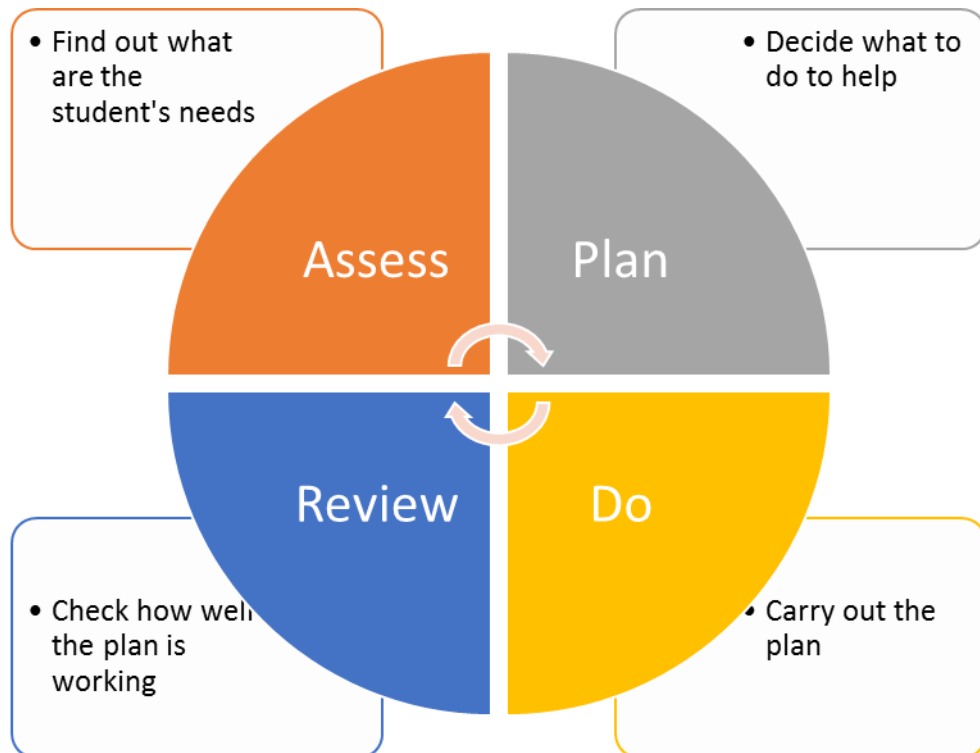 • Find out what
are the
student's needs
• Decide what to
do to help
Assess
Plan
Review
Do
• Check how well
the plan is
working
• Carry out the
plan